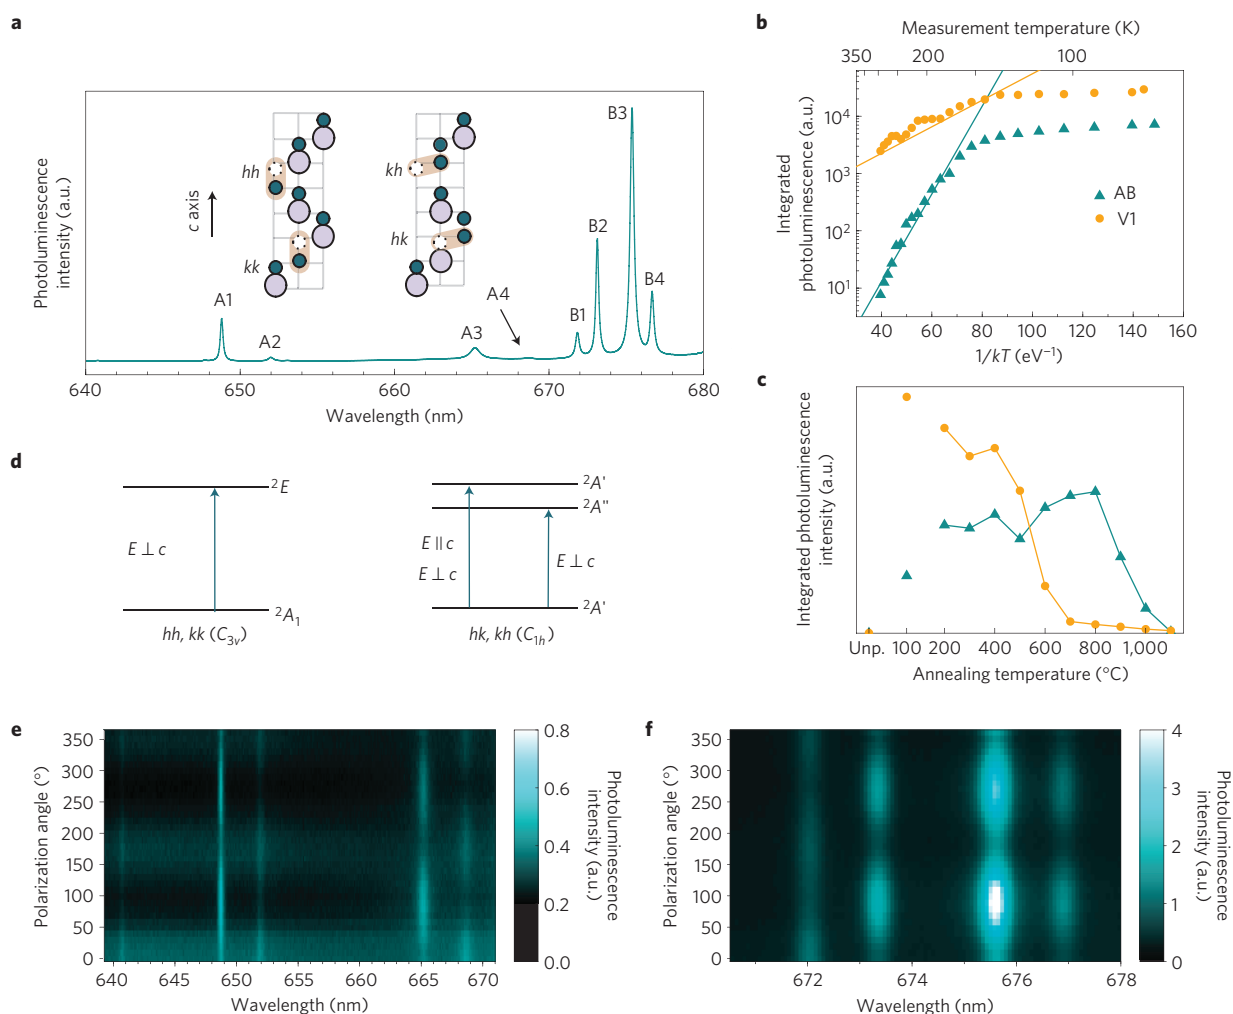 a
Photoluminescence
intensity (a.u.)
hh
c axis
kk
kh
hk
A1
A2
A3
A4
B1
B2
B3
B4
640 650 660 670 680
Wavelength (nm)
b
Measurement temperature (K)
350 200 100
Integrated
photoluminescence (a.u.)
10⁴
10³
10²
10¹
AB
V1
40 60 80 100 120 140 160
1/kT (eV⁻¹)
c
Integrated photoluminescence
intensity (a.u.)
Unp. 100 200 400 600 800 1,000
Annealing temperature (°C)
d
²E
E ⊥ c
²A₁
hh, kk (C₃ᵥ)
²A'
²A"
E || c
E ⊥ c
E ⊥ c
²A'
hk, kh (C₁ₕ)
e
Polarization angle (°)
350
300
250
200
150
100
50
0
640 645 650 655 660 665 670
Wavelength (nm)
0.8
0.6
0.4
0.2
0.0
Photoluminescence
intensity (a.u.)
f
Polarization angle (°)
350
300
250
200
150
100
50
0
672 674 676 678
Wavelength (nm)
4
3
2
1
0
Photoluminescence
intensity (a.u.)